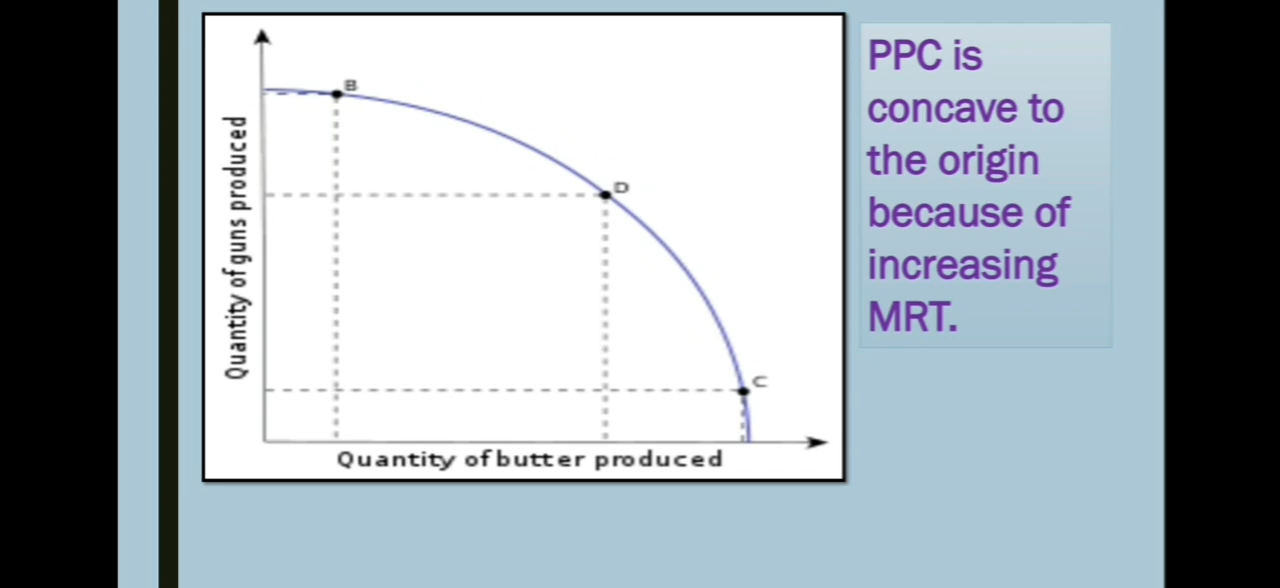 B
D
C
Quantity of guns produced
Quantity of butter produced
PPC is
concave to
the origin
because of
increasing
MRT.